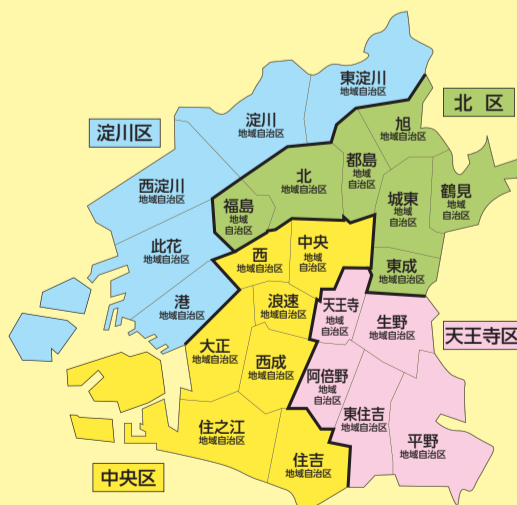 東淀川
地域自治区
北 区
淀川
地域自治区
旭
地域自治区
淀川区
都島
地域
自治区
北
地域自治区
鶴見
地域
自治区
西淀川
地域自治区
城東
地域
自治区
福島
地域
自治区
此花
地域自治区
西
地域自治区
中央
地域
自治区
東成
地域自治区
港
地域自治区
浪速
地域自治区
天王寺
地域
自治区
生野
地域自治区
天王寺区
大正
地域自治区
西成
地域自治区
阿倍野
地域
自治区
東住吉
地域自治区
住之江
地域自治区
平野
地域自治区
住吉
地域自治区
中央区